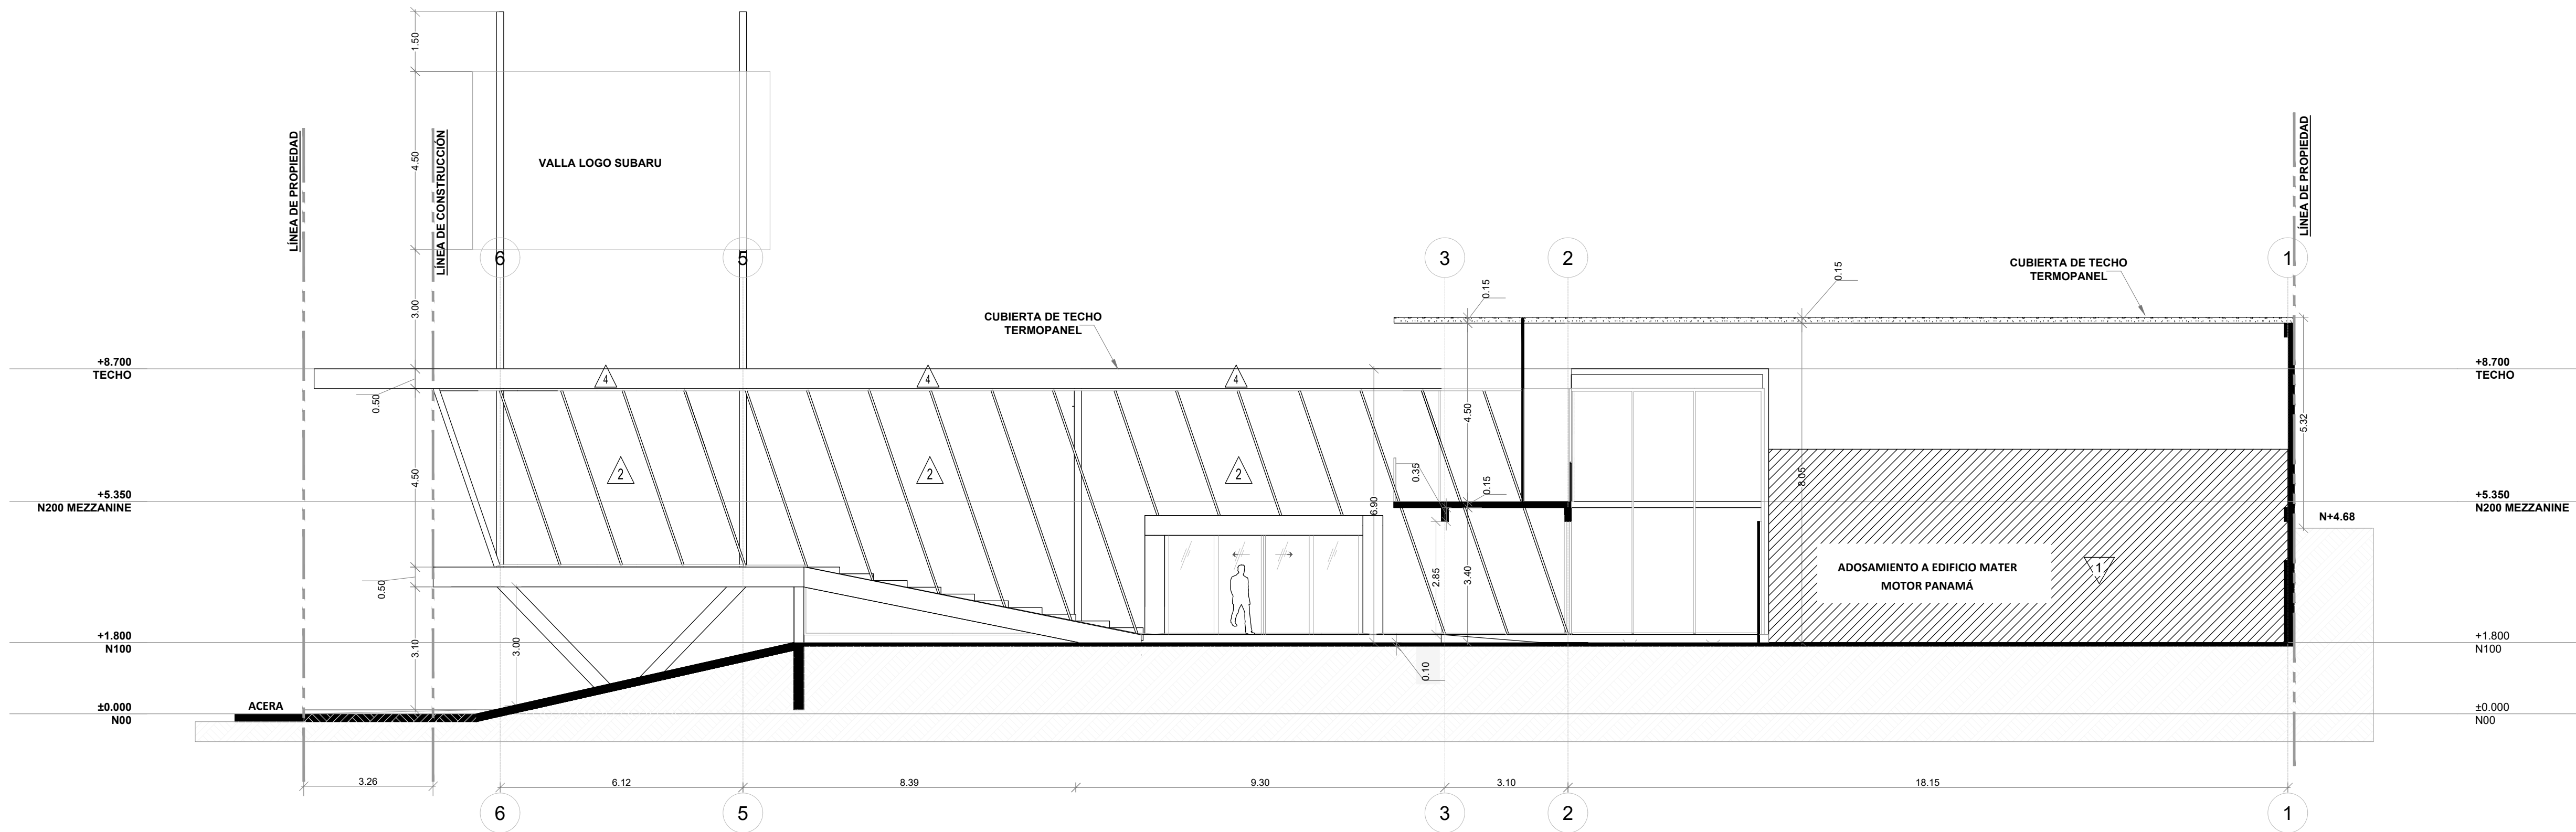 1.50
4.50
VALLA LOGO SUBARU
LÍNEA DE PROPIEDAD
LÍNEA DE CONSTRUCCIÓN
LÍNEA DE PROPIEDAD
6
5
3
2
1
3.00
CUBIERTA DE TECHO
TERMOPANEL
0.15
CUBIERTA DE TECHO
TERMOPANEL
0.15
+8.700
TECHO
4
4
4
+8.700
TECHO
0.50
4.50
5.32
4.50
2
2
2
0.35
0.15
8.05
+5.350
N200 MEZZANINE
6.90
+5.350
N200 MEZZANINE
N+4.68
ADOSAMIENTO A EDIFICIO MATER
MOTOR PANAMÁ
1
0.50
2.85
3.40
+1.800
N100
3.10
3.00
0.10
+1.800
N100
ACERA
±0.000
N00
±0.000
N00
3.26
6.12
8.39
9.30
3.10
18.15
6
5
3
2
1